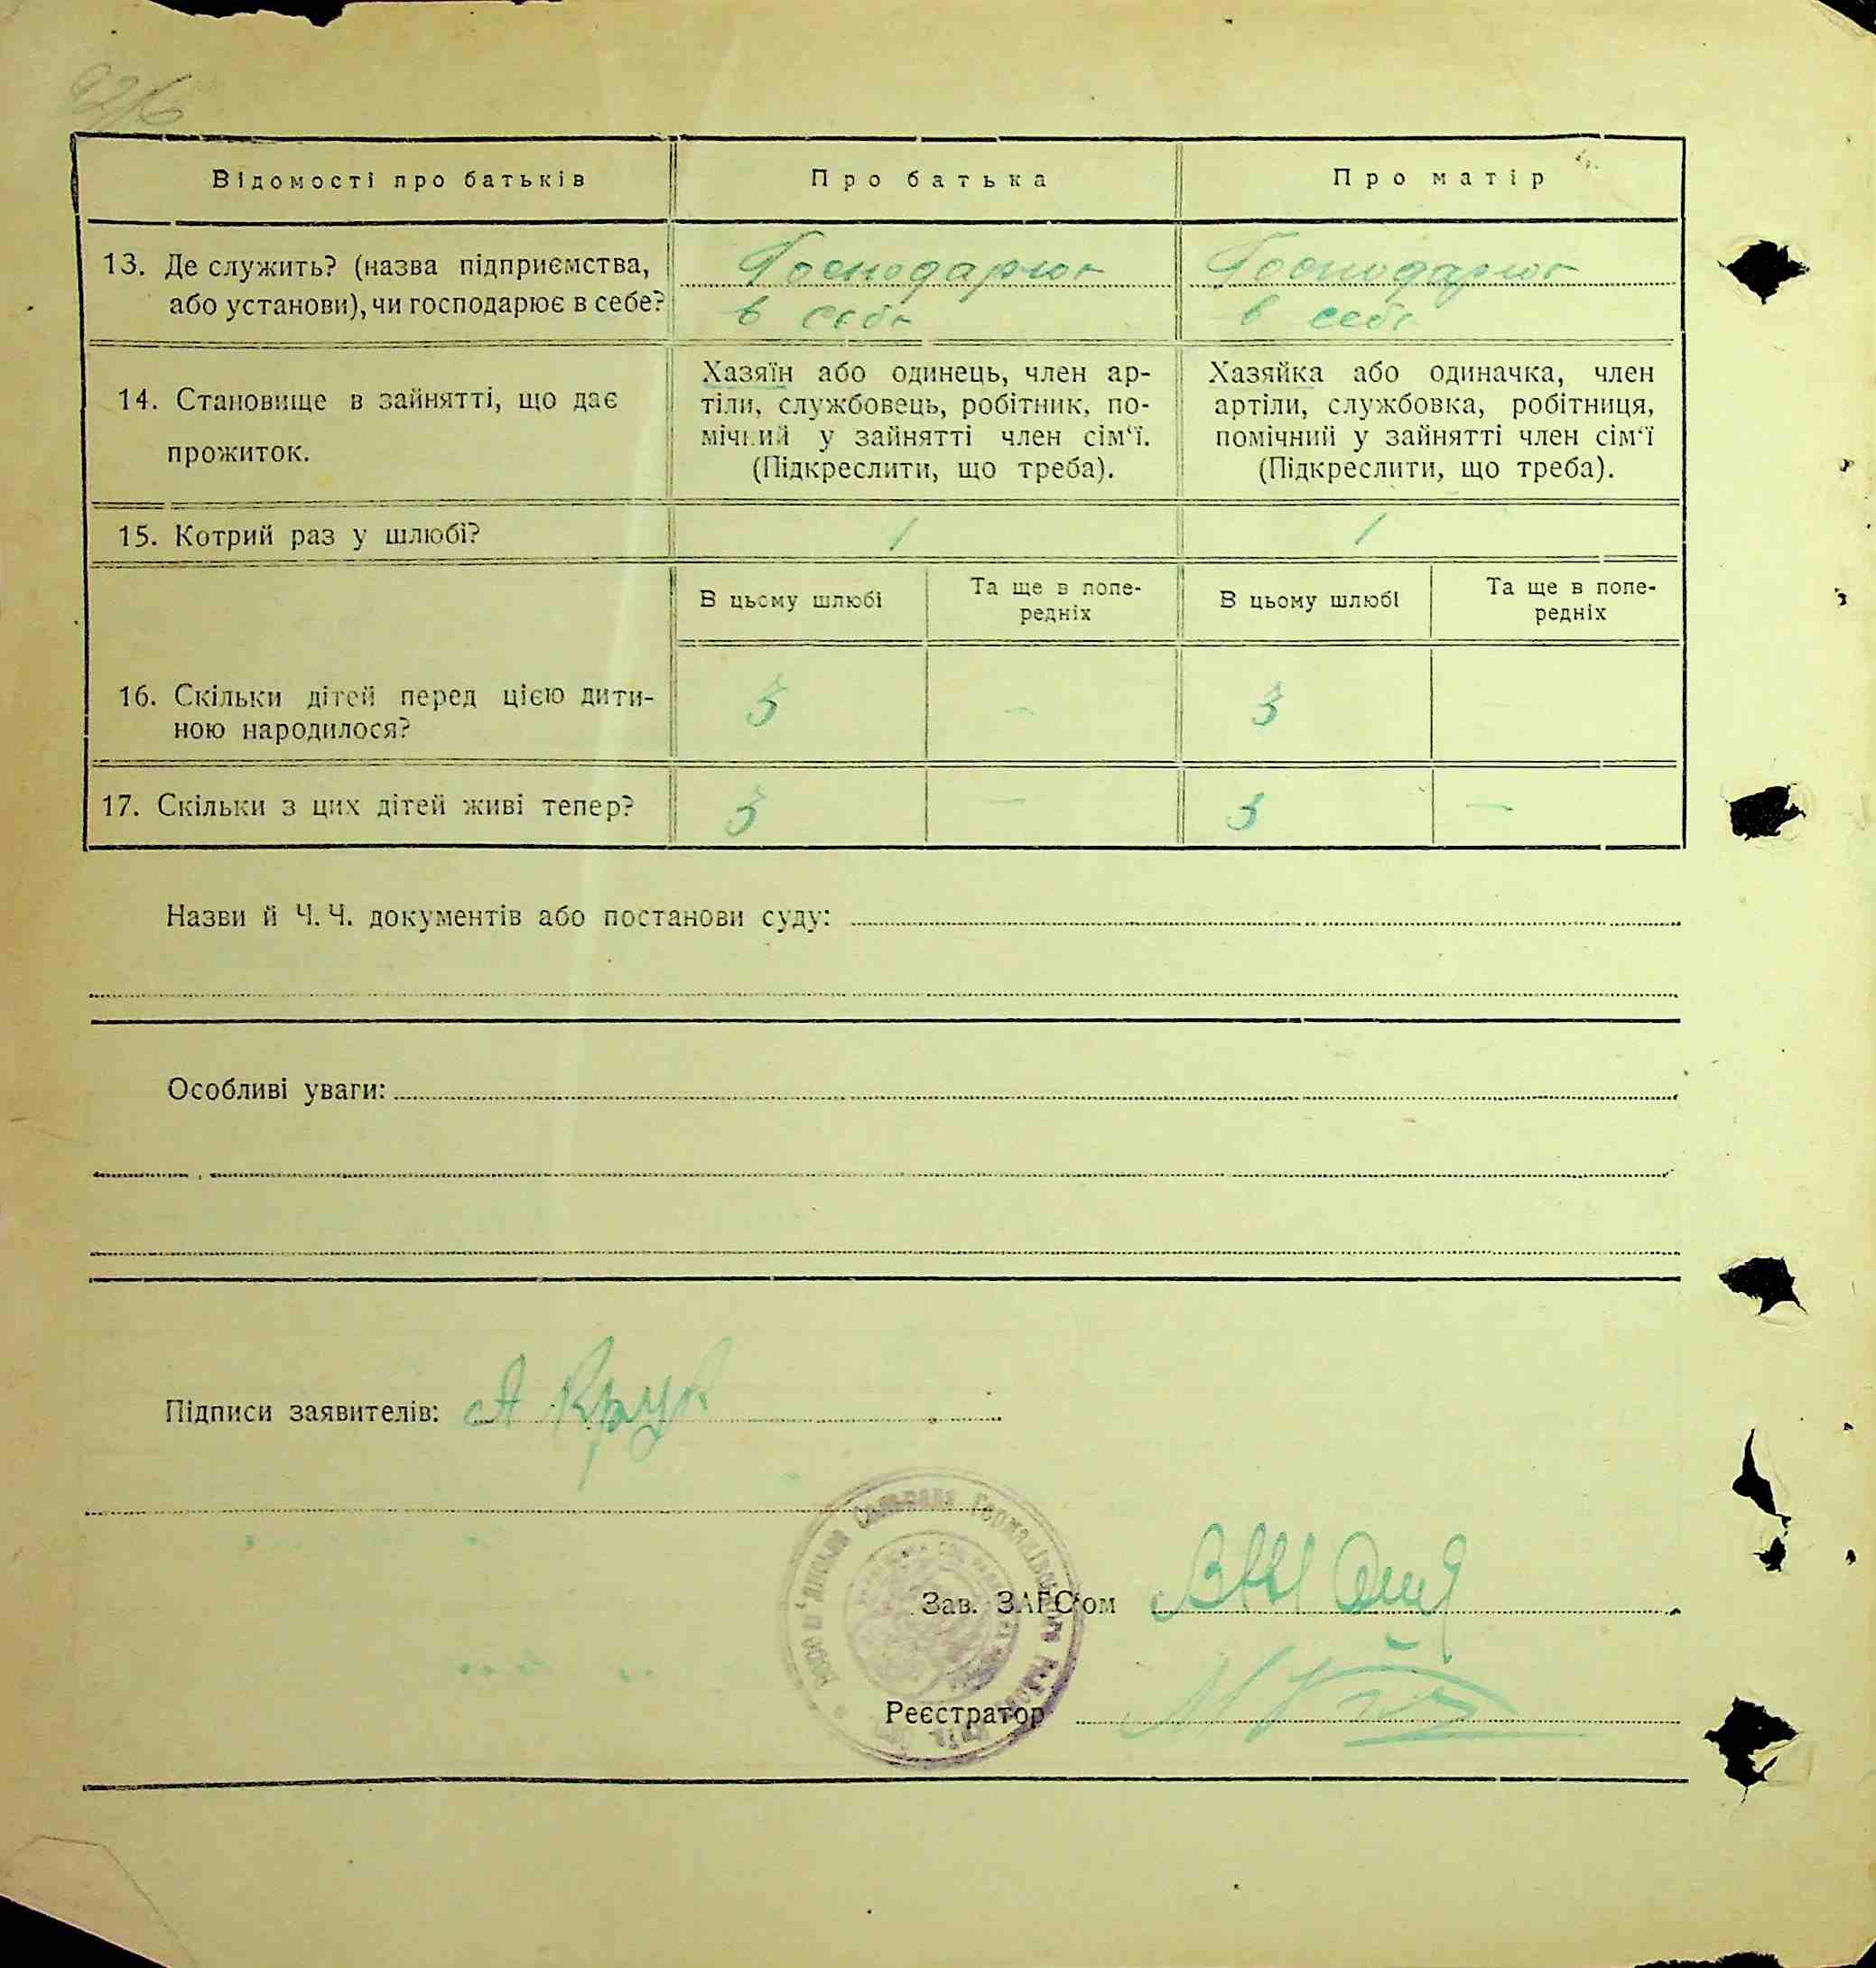 Відомості про батьків
Про батька
Про матір
13. Де служить? (назва підприємства,
або установи), чи господарює в себе?
Господарює
в себе
Господарює
в себе
14. Становище в зайнятті, що дає
прожиток.
Хазяїн або одинець, член ар-
тіли, службовець, робітник, по-
мічний у зайнятті член сім‘ї.
(Підкреслити, що треба).
Хазяйка або одиначка, член
артіли, службовка, робітниця,
помічний у зайнятті член сім‘ї
(Підкреслити, що треба).
15. Котрий раз у шлюбі?
1
1
В цьому шлюбі
Та ще в попе-
редніх
В цьому шлюбі
Та ще в попе-
редніх
16. Скільки дітей перед цією дити-
ною народилося?
3
–
3
17. Скільки з цих дітей живі тепер?
3
–
3
–
Назви й Ч. Ч. документів або постанови суду:
Особливі уваги:
Підписи заявителів: А Крук
Сельрада
Зав. ЗАГС‘ом
Реєстратор